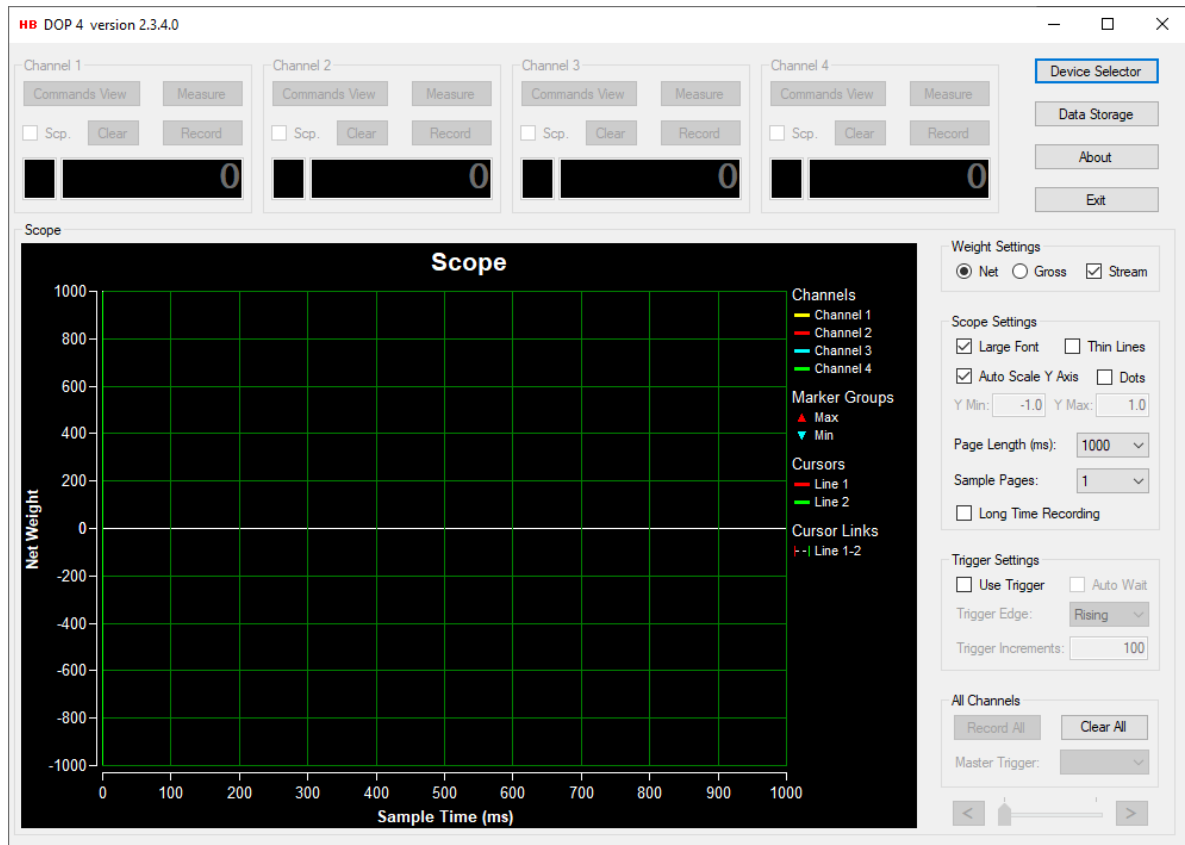 HB DOP 4 version 2.3.4.0
Channel 1
Commands View Measure
Scp. Clear Record
0
Channel 2
Commands View Measure
Scp. Clear Record
0
Channel 3
Commands View Measure
Scp. Clear Record
0
Channel 4
Commands View Measure
Scp. Clear Record
0
Device Selector
Data Storage
About
Exit
Scope
Scope
Net Weight
1000
800
600
400
200
0
-200
-400
-600
-800
-1000
0 100 200 300 400 500 600 700 800 900 1000
Sample Time (ms)
Channels
Channel 1
Channel 2
Channel 3
Channel 4
Marker Groups
Max
Min
Cursors
Line 1
Line 2
Cursor Links
Line 1-2
Weight Settings
Net Gross Stream
Scope Settings
Large Font Thin Lines
Auto Scale Y Axis Dots
Y Min: -1.0 Y Max: 1.0
Page Length (ms): 1000
Sample Pages: 1
Long Time Recording
Trigger Settings
Use Trigger Auto Wait
Trigger Edge: Rising
Trigger Increments: 100
All Channels
Record All Clear All
Master Trigger:
< >